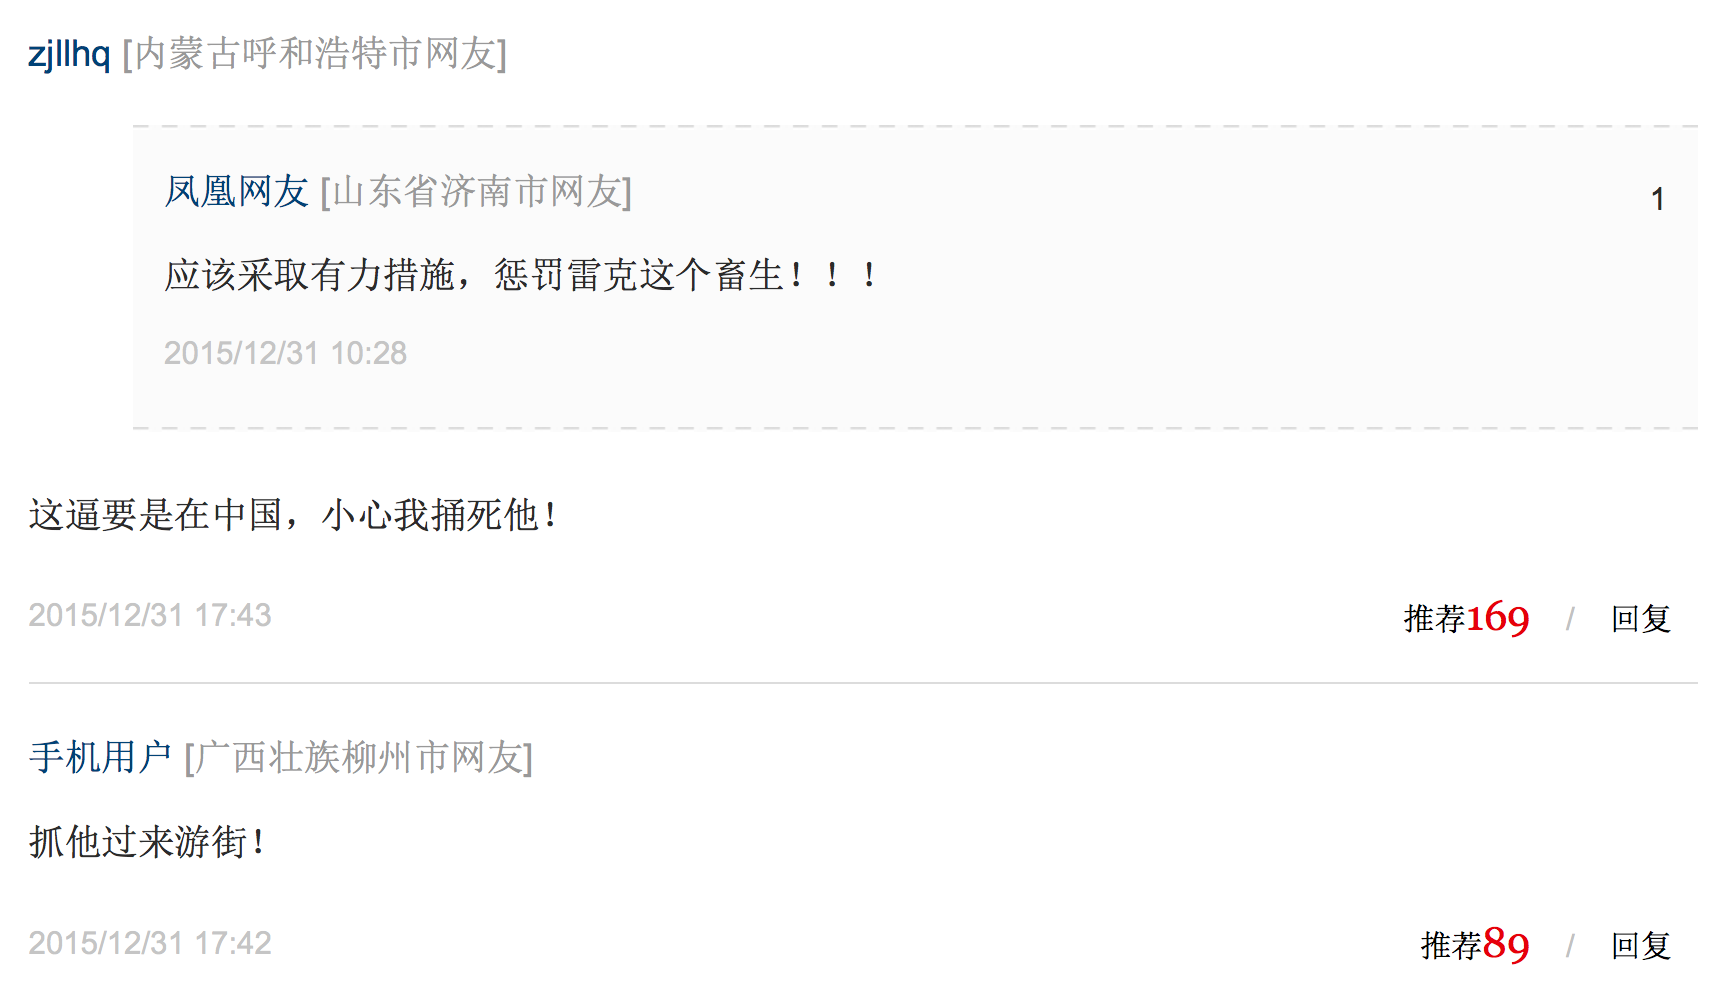 zjllhq [内蒙古呼和浩特市网友]
凤凰网友 [山东省济南市网友] 1
应该采取有力措施，惩罚雷克这个畜生！！！
2015/12/31 10:28
这逼要是在中国，小心我捅死他！
2015/12/31 17:43 推荐169 / 回复
手机用户 [广西壮族柳州市网友]
抓他过来游街！
2015/12/31 17:42 推荐89 / 回复